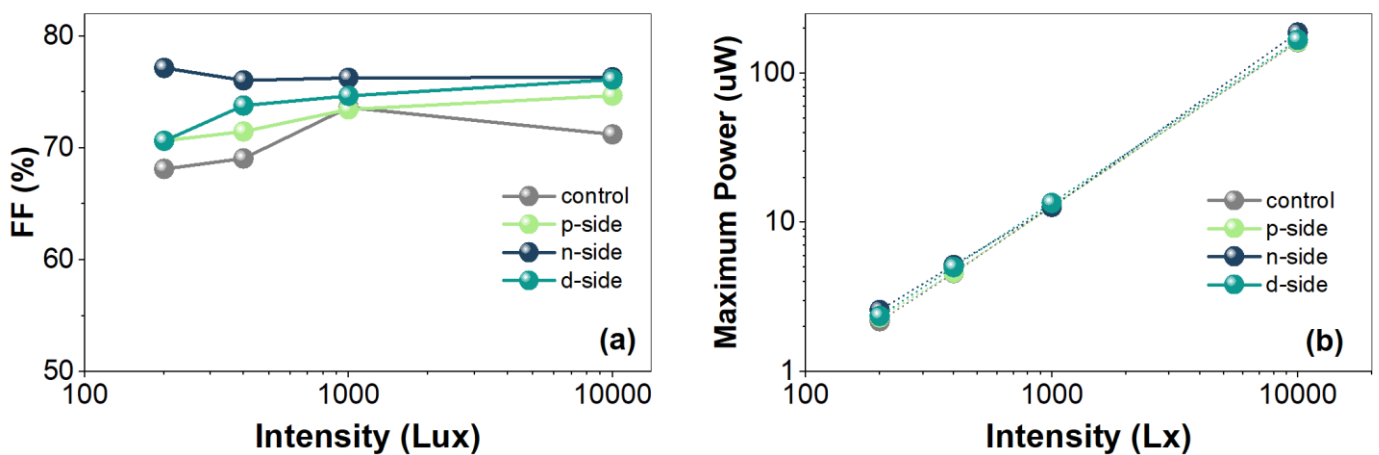 80
70
60
50
FF (%)
100
1000
10000
Intensity (Lux)
control
p-side
n-side
d-side
(a)
100
10
1
Maximum Power (uW)
100
1000
10000
Intensity (Lx)
control
p-side
n-side
d-side
(b)